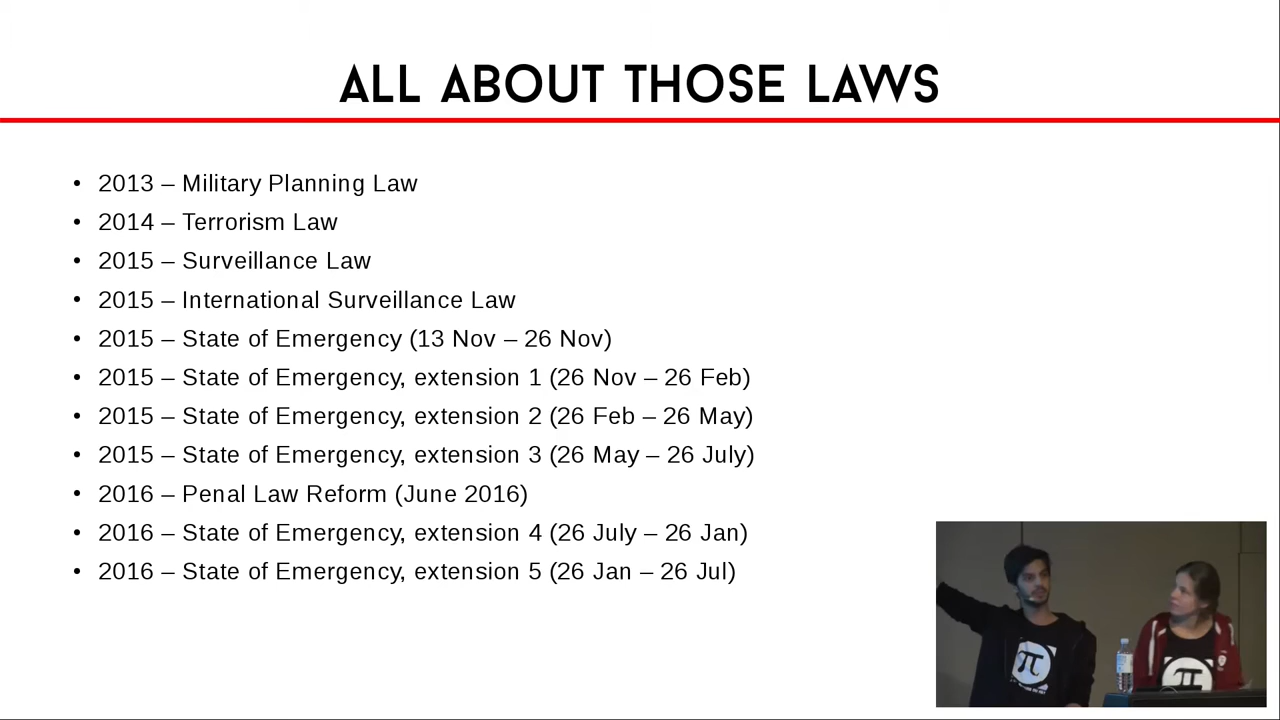 ALL ABOUT THOSE LAWS
• 2013 – Military Planning Law
• 2014 – Terrorism Law
• 2015 – Surveillance Law
• 2015 – International Surveillance Law
• 2015 – State of Emergency (13 Nov – 26 Nov)
• 2015 – State of Emergency, extension 1 (26 Nov – 26 Feb)
• 2015 – State of Emergency, extension 2 (26 Feb – 26 May)
• 2015 – State of Emergency, extension 3 (26 May – 26 July)
• 2016 – Penal Law Reform (June 2016)
• 2016 – State of Emergency, extension 4 (26 July – 26 Jan)
• 2016 – State of Emergency, extension 5 (26 Jan – 26 Jul)
π
π